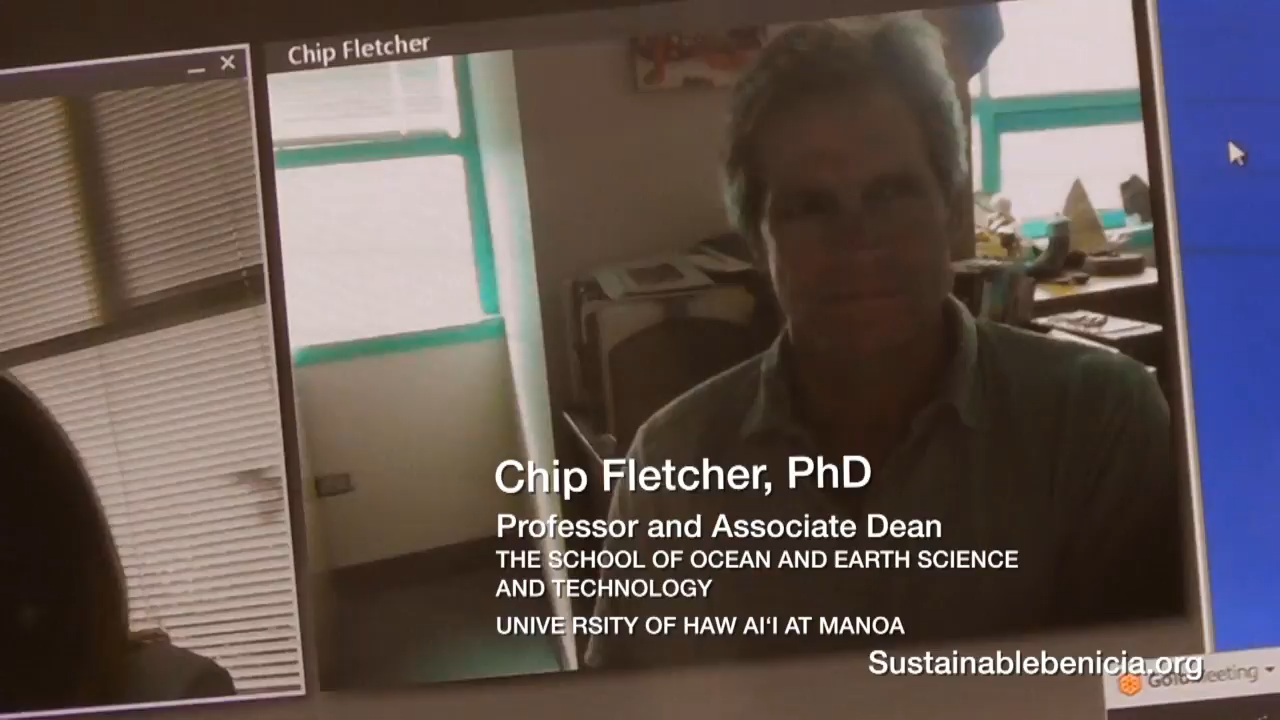 Chip Fletcher
Chip Fletcher, PhD
Professor and Associate Dean
THE SCHOOL OF OCEAN AND EARTH SCIENCE
AND TECHNOLOGY
UNIVE RSITY OF HAW AI‘I AT MANOA
Sustainablebenicia.org
GoToMeeting